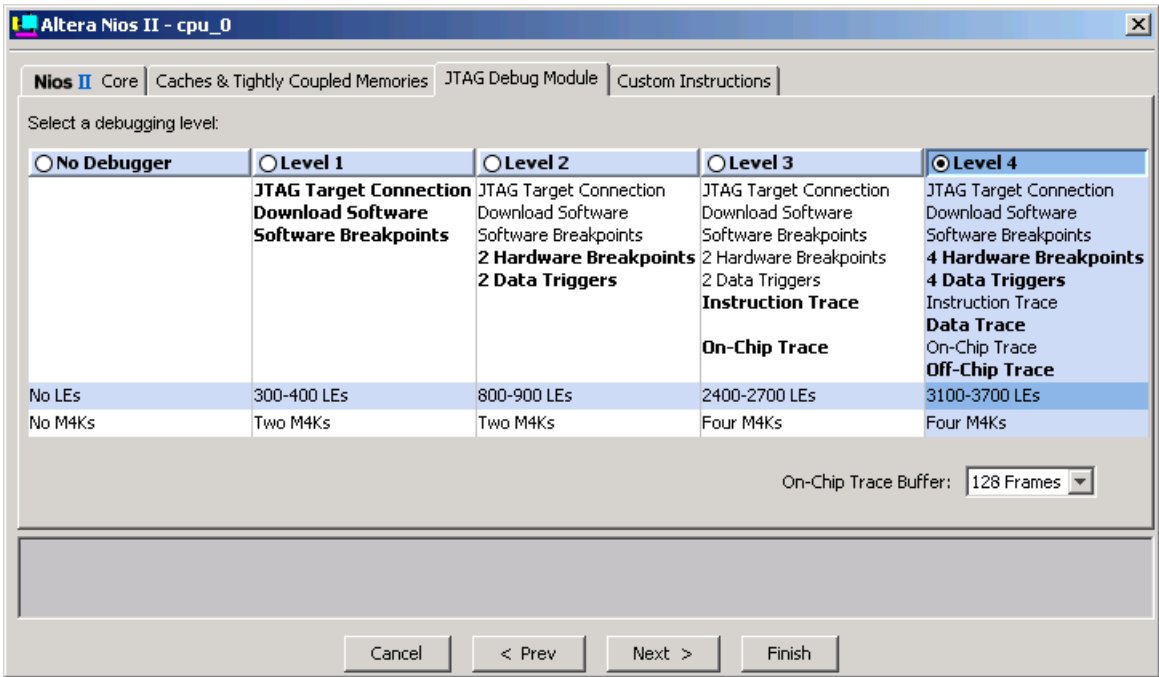 Altera Nios II - cpu_0
Nios II Core Caches & Tightly Coupled Memories JTAG Debug Module Custom Instructions
Select a debugging level:
No Debugger Level 1 Level 2 Level 3 Level 4
JTAG Target Connection JTAG Target Connection JTAG Target Connection JTAG Target Connection
Download Software Download Software Download Software Download Software
Software Breakpoints Software Breakpoints Software Breakpoints Software Breakpoints
2 Hardware Breakpoints 2 Hardware Breakpoints 4 Hardware Breakpoints
2 Data Triggers 2 Data Triggers 4 Data Triggers
Instruction Trace Instruction Trace
Data Trace
On-Chip Trace On-Chip Trace
Off-Chip Trace
No LEs 300-400 LEs 800-900 LEs 2400-2700 LEs 3100-3700 LEs
No M4Ks Two M4Ks Two M4Ks Four M4Ks Four M4Ks
On-Chip Trace Buffer: 128 Frames
Cancel < Prev Next > Finish